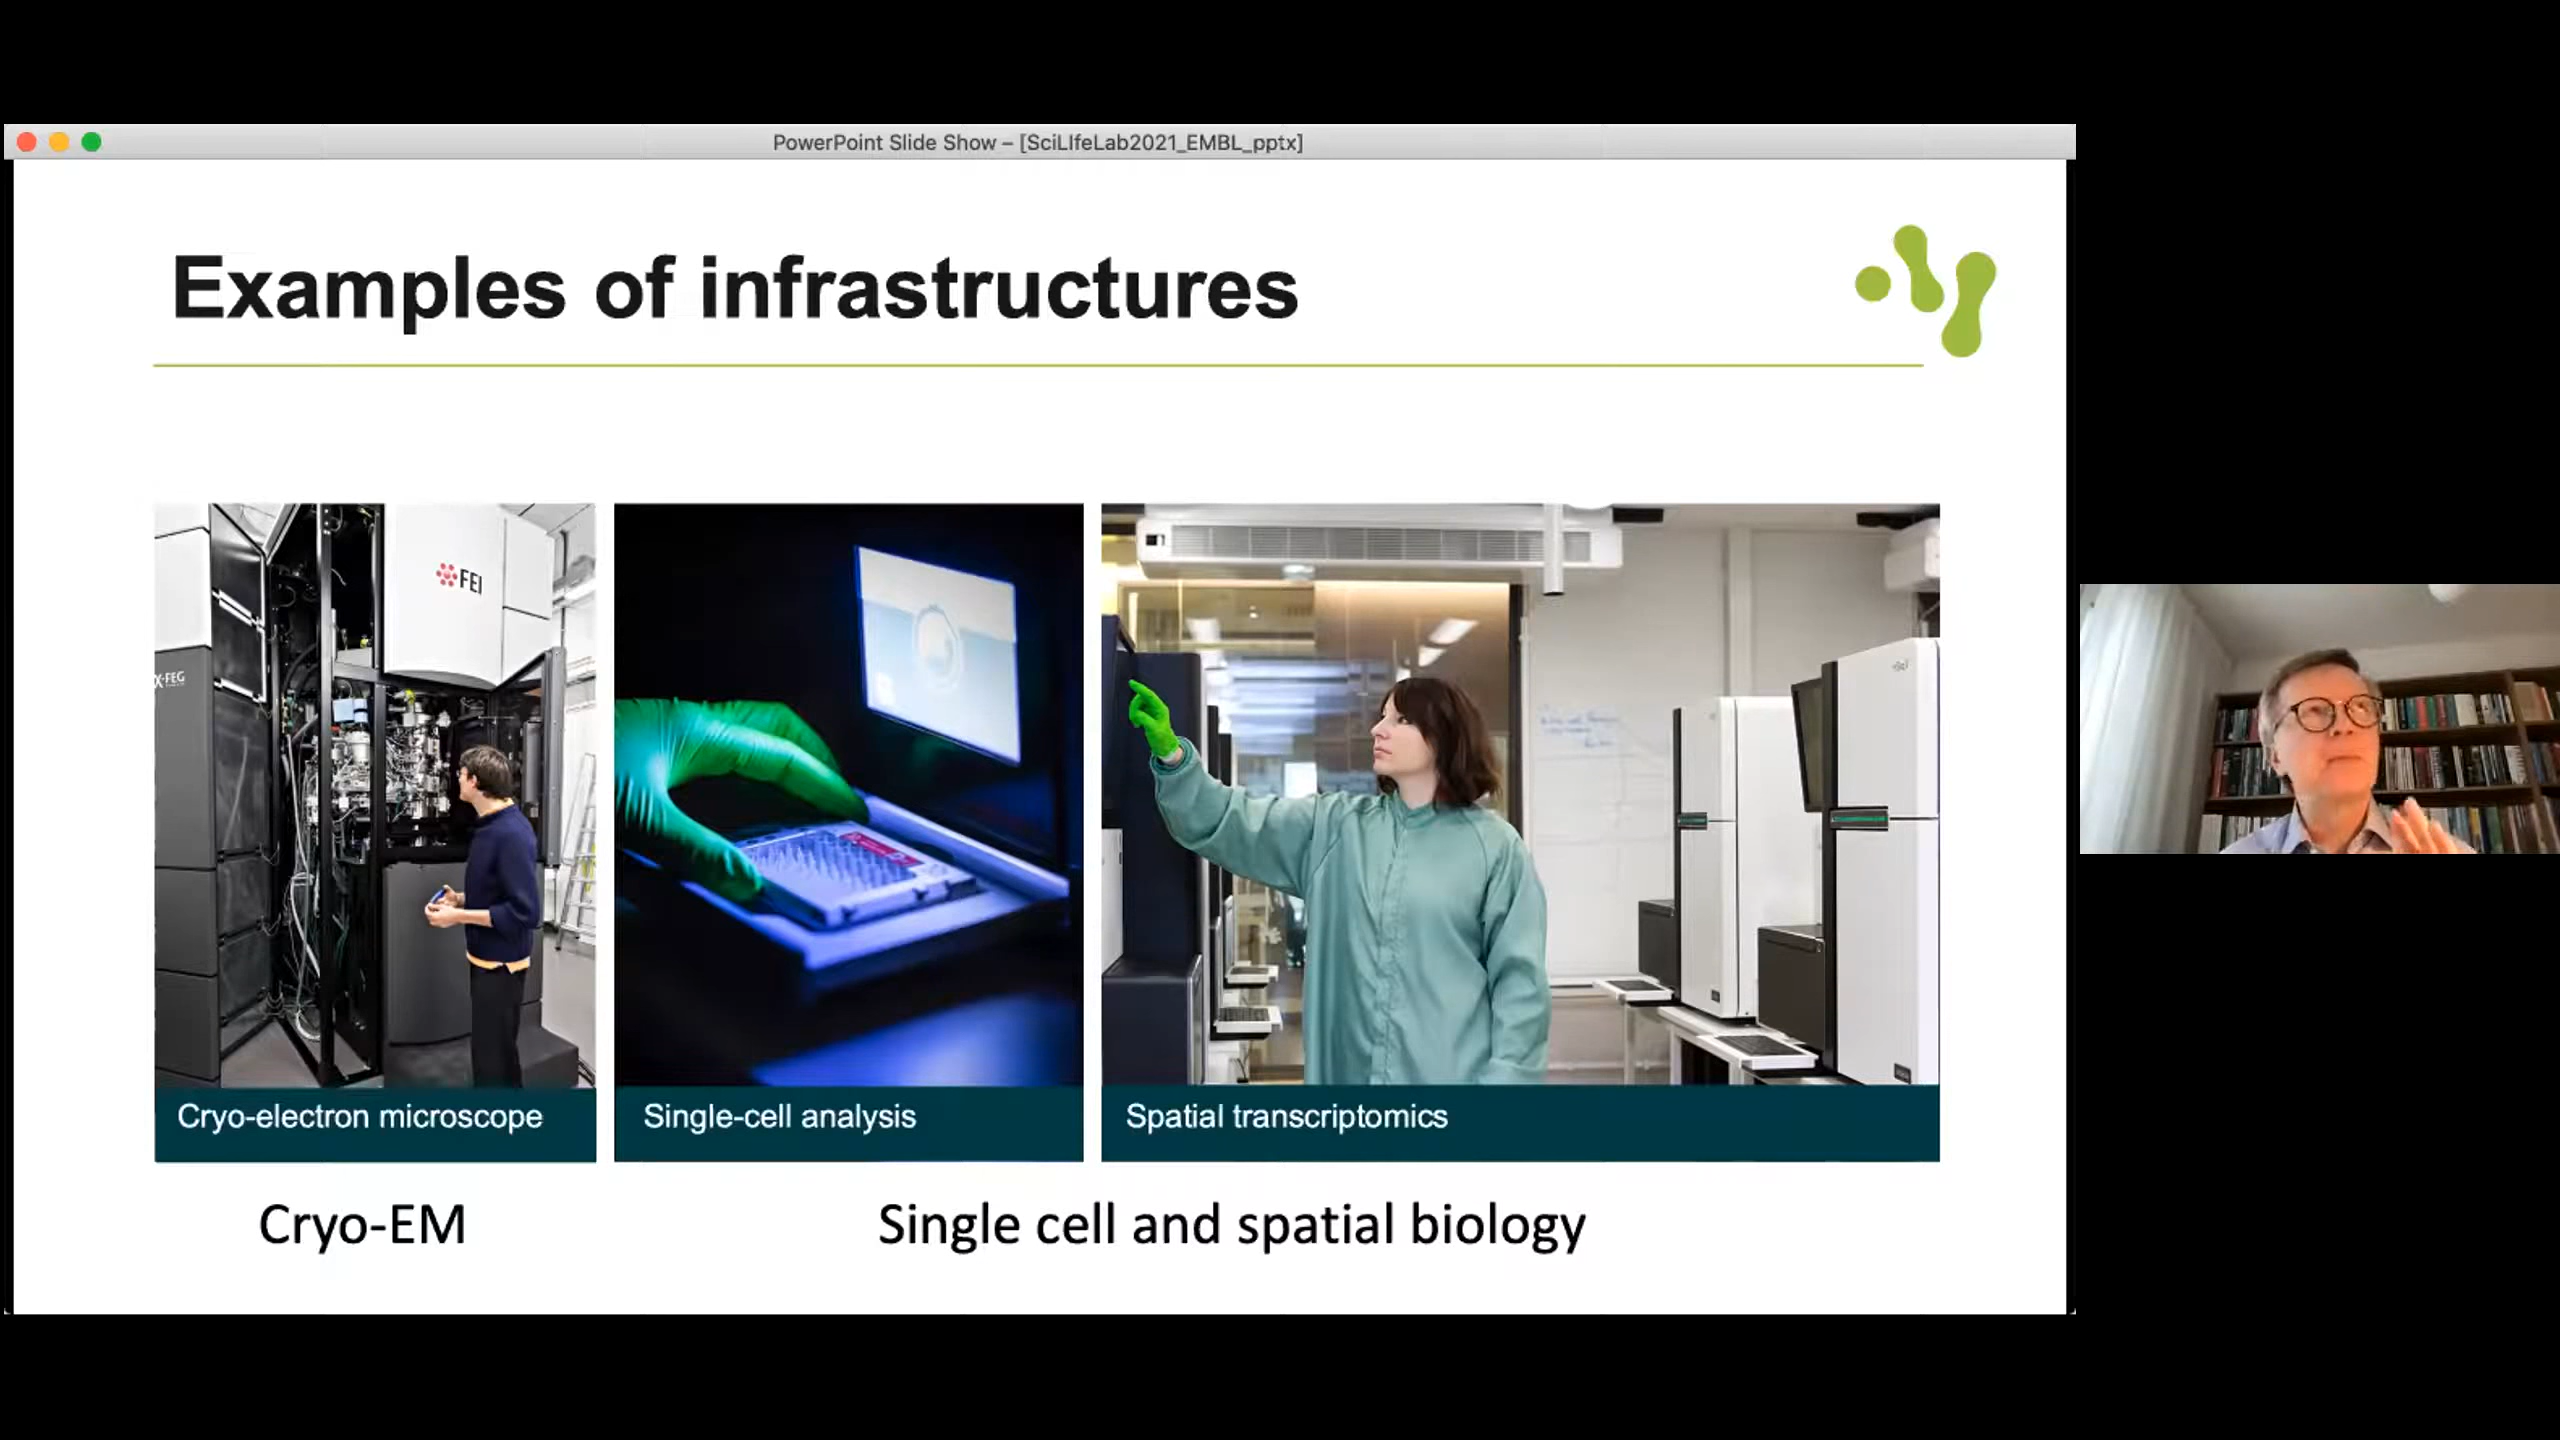 PowerPoint Slide Show – [SciLIfeLab2021_EMBL_pptx]
Examples of infrastructures
FEI
X-FEG
Cryo-electron microscope
Single-cell analysis
Spatial transcriptomics
Cryo-EM
Single cell and spatial biology